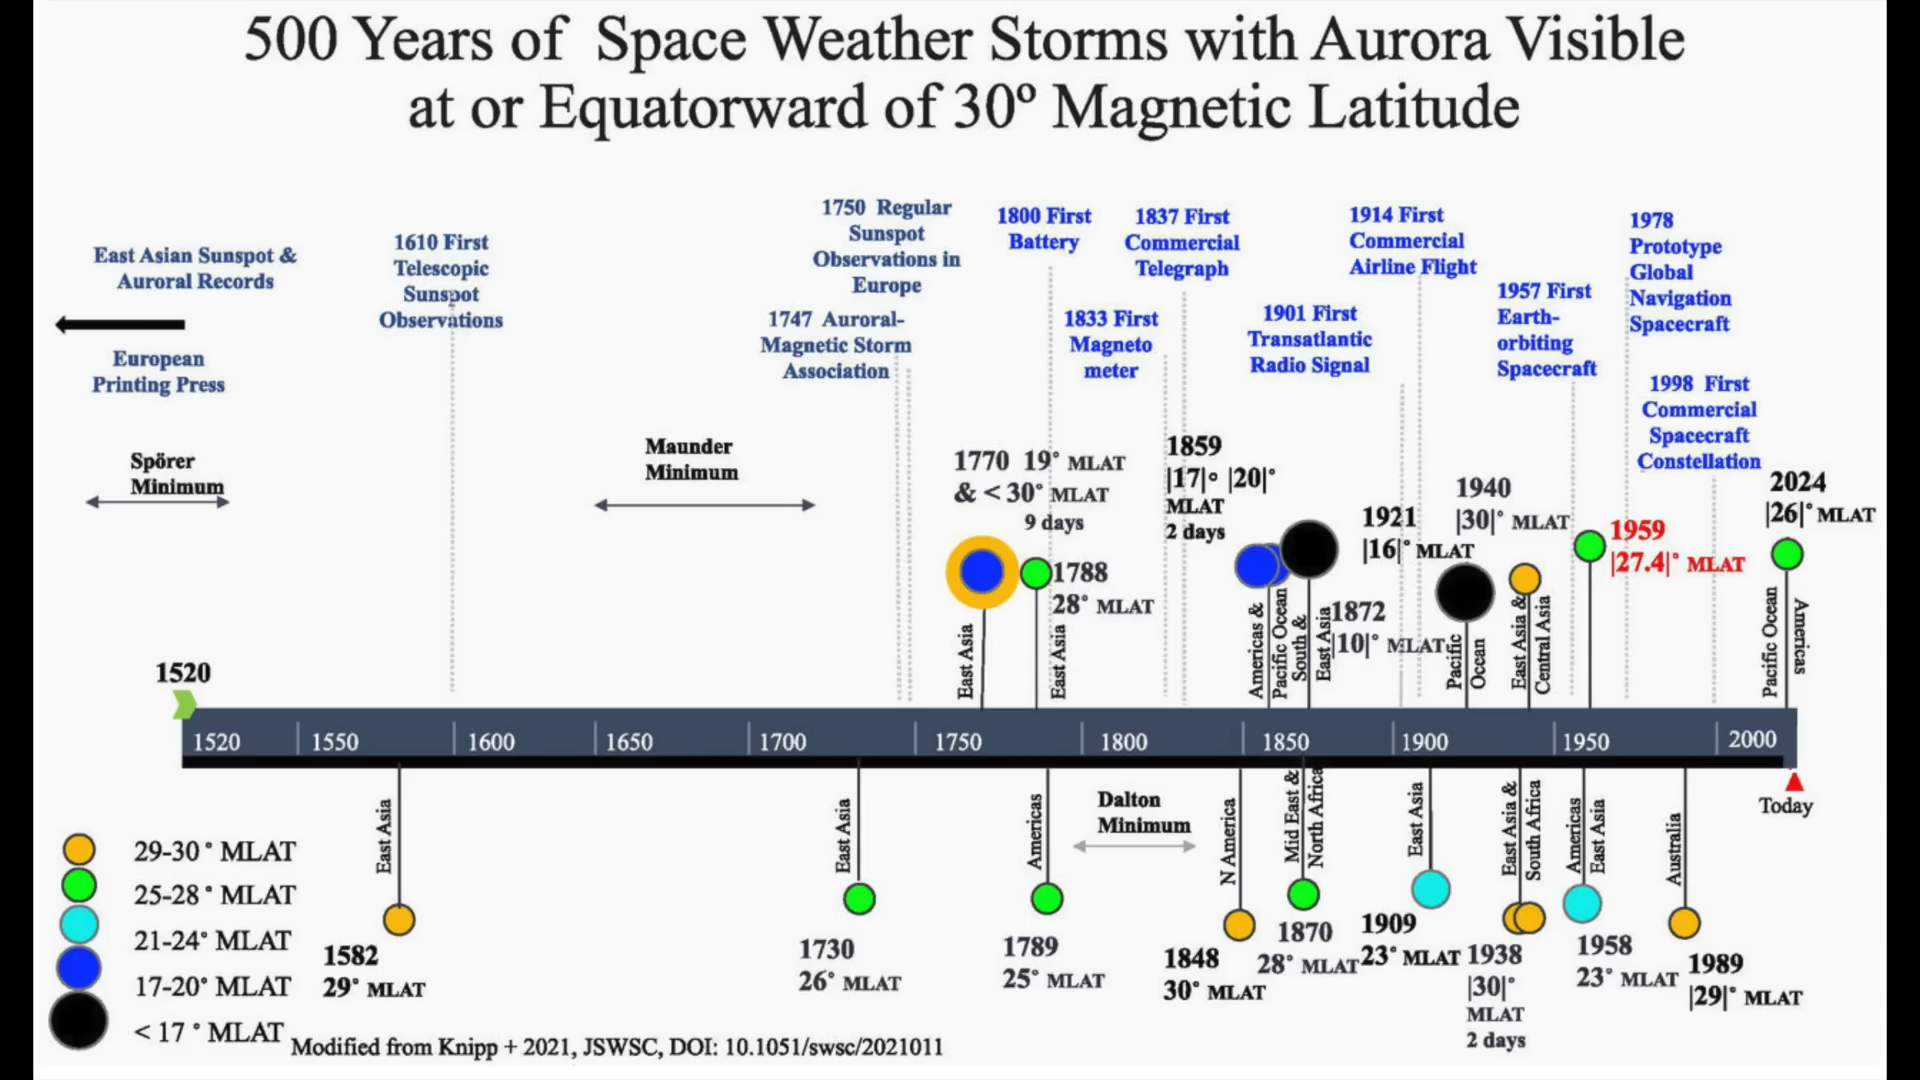 500 Years of Space Weather Storms with Aurora Visible
at or Equatorward of 30º Magnetic Latitude
East Asian Sunspot &
Auroral Records
European
Printing Press
1610 First
Telescopic
Sunspot
Observations
1750 Regular
Sunspot
Observations in
Europe
1747 Auroral-
Magnetic Storm
Association
1800 First
Battery
1833 First
Magneto
meter
1837 First
Commercial
Telegraph
1901 First
Transatlantic
Radio Signal
1914 First
Commercial
Airline Flight
1957 First
Earth-
orbiting
Spacecraft
1978
Prototype
Global
Navigation
Spacecraft
1998 First
Commercial
Spacecraft
Constellation
Spörer
Minimum
Maunder
Minimum
1770 19° MLAT
& < 30° MLAT
9 days
1788
28° MLAT
1859
|17|° |20|°
MLAT
2 days
1872
|10|° MLAT
1921
|16|° MLAT
1940
|30|° MLAT
1959
|27.4|° MLAT
2024
|26|° MLAT
East Asia
East Asia
Americas &
Pacific Ocean
South &
East Asia
Pacific
Ocean
East Asia &
Central Asia
Pacific Ocean
Americas
1520
1520 1550 1600 1650 1700 1750 1800 1850 1900 1950 2000
Today
East Asia
East Asia
Americas
Dalton
Minimum
N America
Mid East &
North Africa
East Asia
East Asia &
South Africa
Americas
East Asia
Australia
29-30° MLAT
25-28° MLAT
21-24° MLAT
17-20° MLAT
< 17° MLAT
1582
29° MLAT
1730
26° MLAT
1789
25° MLAT
1848
30° MLAT
1870
28° MLAT
1909
23° MLAT
1938
|30|°
MLAT
2 days
1958
23° MLAT
1989
|29|° MLAT
Modified from Knipp + 2021, JSWSC, DOI: 10.1051/swsc/2021011